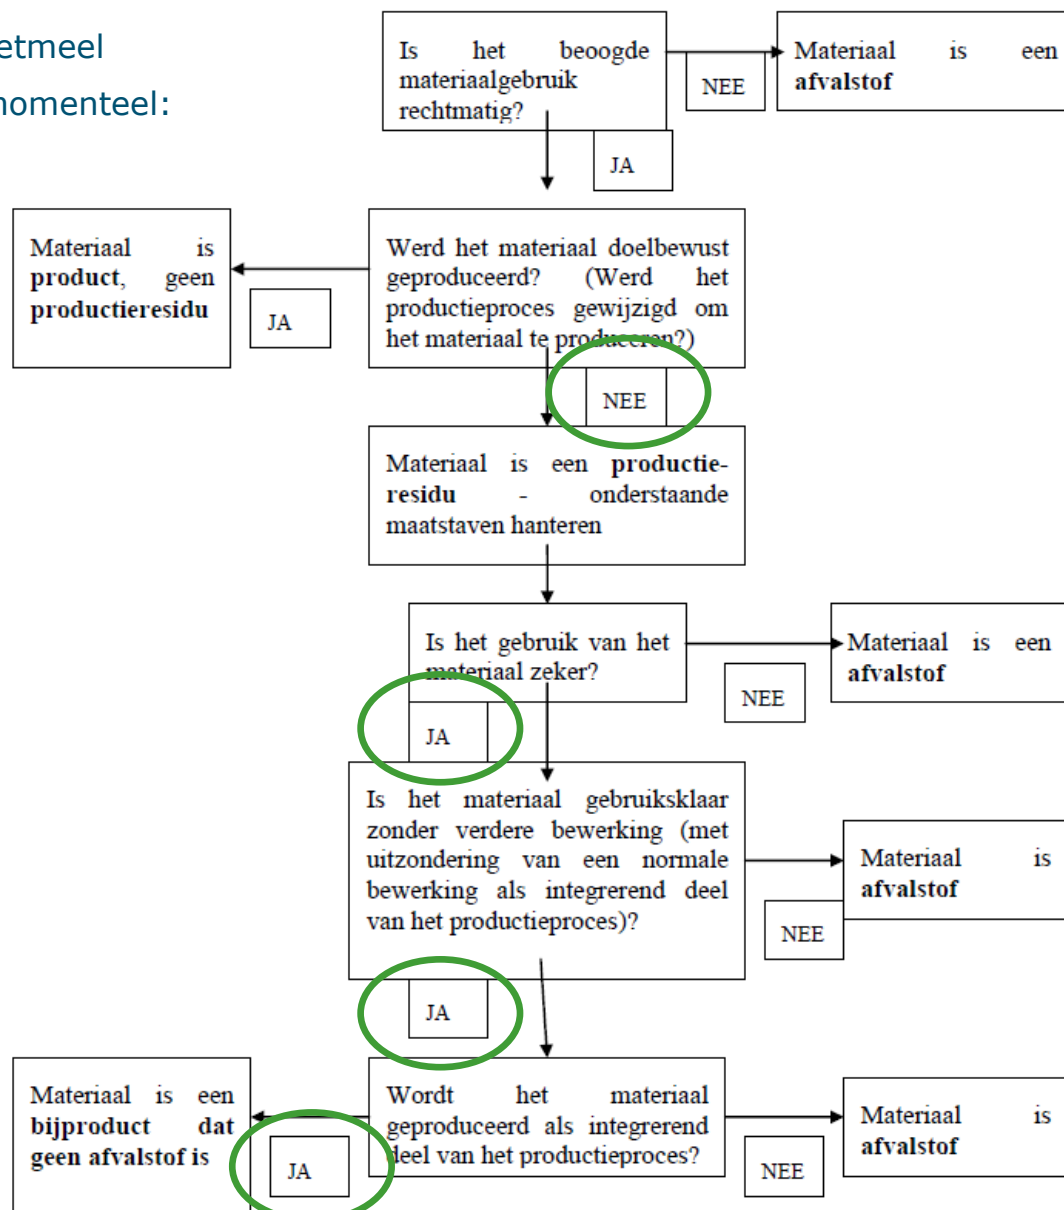 etmeel
nomenteel:
Is het beoogde
materiaalgebruik
rechtmatig?
NEE
Materiaal is een
afvalstof
JA
Materiaal is
product, geen
productieresidu
JA
Werd het materiaal doelbewust
geproduceerd? (Werd het
productieproces gewijzigd om
het materiaal te produceren?)
NEE
Materiaal is een productie-
residu - onderstaande
maatstaven hanteren
Is het gebruik van het
materiaal zeker?
NEE
Materiaal is een
afvalstof
JA
Is het materiaal gebruiksklaar
zonder verdere bewerking (met
uitzondering van een normale
bewerking als integrerend deel
van het productieproces)?
NEE
Materiaal is
afvalstof
JA
Materiaal is een
bijproduct dat
geen afvalstof is
JA
Wordt het materiaal
geproduceerd als integrerend
deel van het productieproces?
NEE
Materiaal is
afvalstof